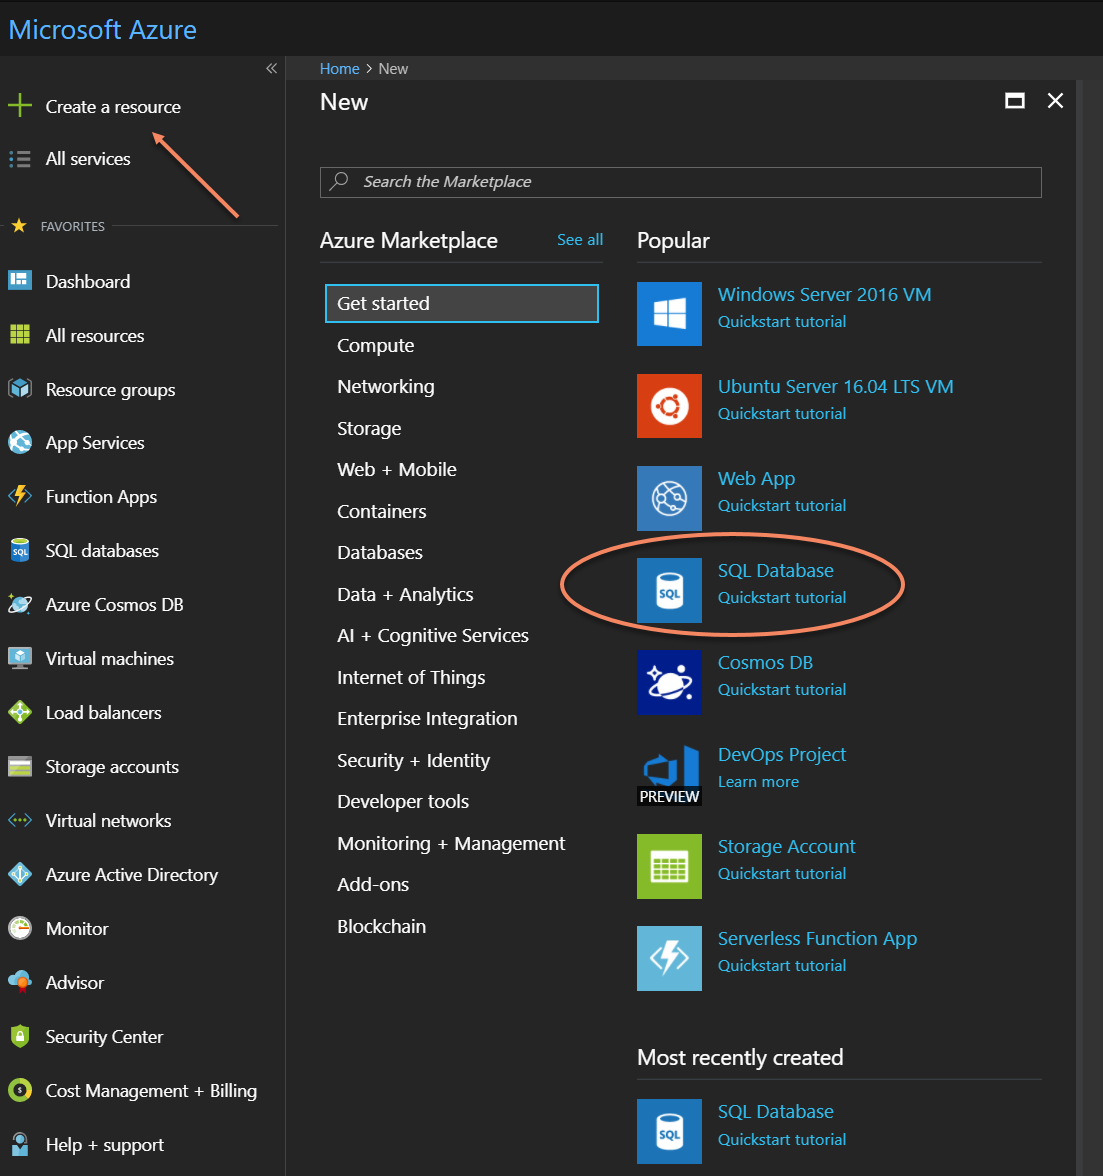 Microsoft Azure
«
Create a resource
All services
FAVORITES
Dashboard
All resources
Resource groups
App Services
Function Apps
SQL
SQL databases
Azure Cosmos DB
Virtual machines
Load balancers
Storage accounts
Virtual networks
Azure Active Directory
Monitor
Advisor
Security Center
$
Cost Management + Billing
Help + support
Home > New
New
Search the Marketplace
Azure Marketplace
See all
Get started
Compute
Networking
Storage
Web + Mobile
Containers
Databases
Data + Analytics
AI + Cognitive Services
Internet of Things
Enterprise Integration
Security + Identity
Developer tools
Monitoring + Management
Add-ons
Blockchain
Popular
Windows Server 2016 VM
Quickstart tutorial
Ubuntu Server 16.04 LTS VM
Quickstart tutorial
Web App
Quickstart tutorial
SQL
SQL Database
Quickstart tutorial
Cosmos DB
Quickstart tutorial
PREVIEW
DevOps Project
Learn more
Storage Account
Quickstart tutorial
Serverless Function App
Quickstart tutorial
Most recently created
SQL
SQL Database
Quickstart tutorial